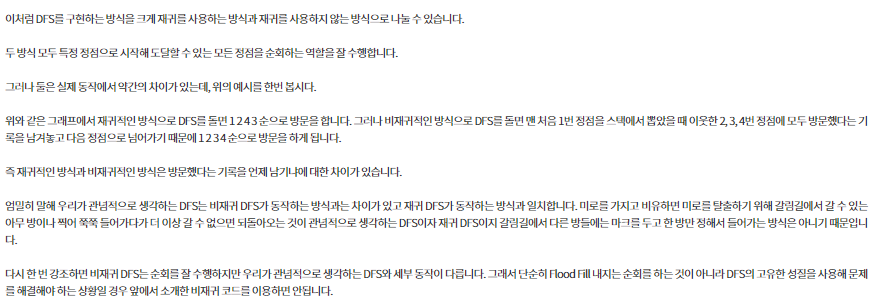 이처럼 DFS를 구현하는 방식을 크게 재귀를 사용하는 방식과 재귀를 사용하지 않는 방식으로 나눌 수 있습니다.
두 방식 모두 특정 정점으로 시작해 도달할 수 있는 모든 정점을 순회하는 역할을 잘 수행합니다.
그러나 둘은 실제 동작에서 약간의 차이가 있는데, 위의 예시를 한번 봅시다.
위와 같은 그래프에서 재귀적인 방식으로 DFS를 돌면 1 2 4 3 순으로 방문을 합니다. 그러나 비재귀적인 방식으로 DFS를 돌면 맨 처음 1번 정점을 스택에서 뽑았을 때 이웃한 2, 3, 4번 정점에 모두 방문했다는 기
록을 남겨놓고 다음 정점으로 넘어가기 때문에 1 2 3 4 순으로 방문을 하게 됩니다.
즉 재귀적인 방식과 비재귀적인 방식은 방문했다는 기록을 언제 남기냐에 대한 차이가 있습니다.
엄밀히 말해 우리가 관념적으로 생각하는 DFS는 비재귀 DFS가 동작하는 방식과는 차이가 있고 재귀 DFS가 동작하는 방식과 일치합니다. 미로를 가지고 비유하면 미로를 탈출하기 위해 갈림길에서 갈 수 있는
아무 방이나 찍어 쭉쭉 들어가다가 더 이상 갈 수 없으면 되돌아오는 것이 관념적으로 생각하는 DFS이자 재귀 DFS이지 갈림길에서 다른 방들에는 마크를 두고 한 방만 정해서 들어가는 방식은 아니기 때문입니
다.
다시 한 번 강조하면 비재귀 DFS는 순회를 잘 수행하지만 우리가 관념적으로 생각하는 DFS와 세부 동작이 다릅니다. 그래서 단순히 Flood Fill 내지는 순회를 하는 것이 아니라 DFS의 고유한 성질을 사용해 문제
를 해결해야 하는 상황일 경우 앞에서 소개한 비재귀 코드를 이용하면 안됩니다.